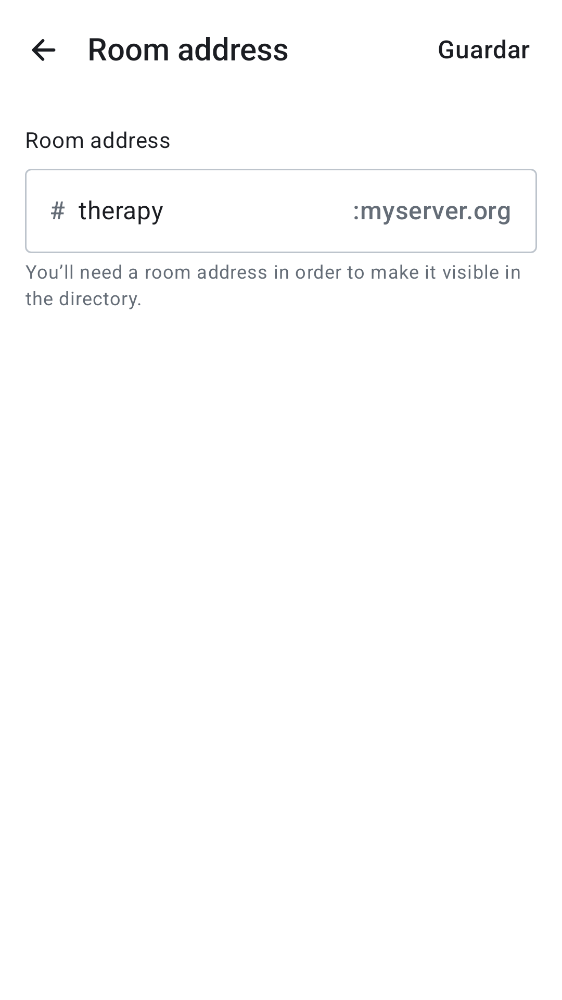 Room address Guardar
Room address
# therapy :myserver.org
You’ll need a room address in order to make it visible in
the directory.